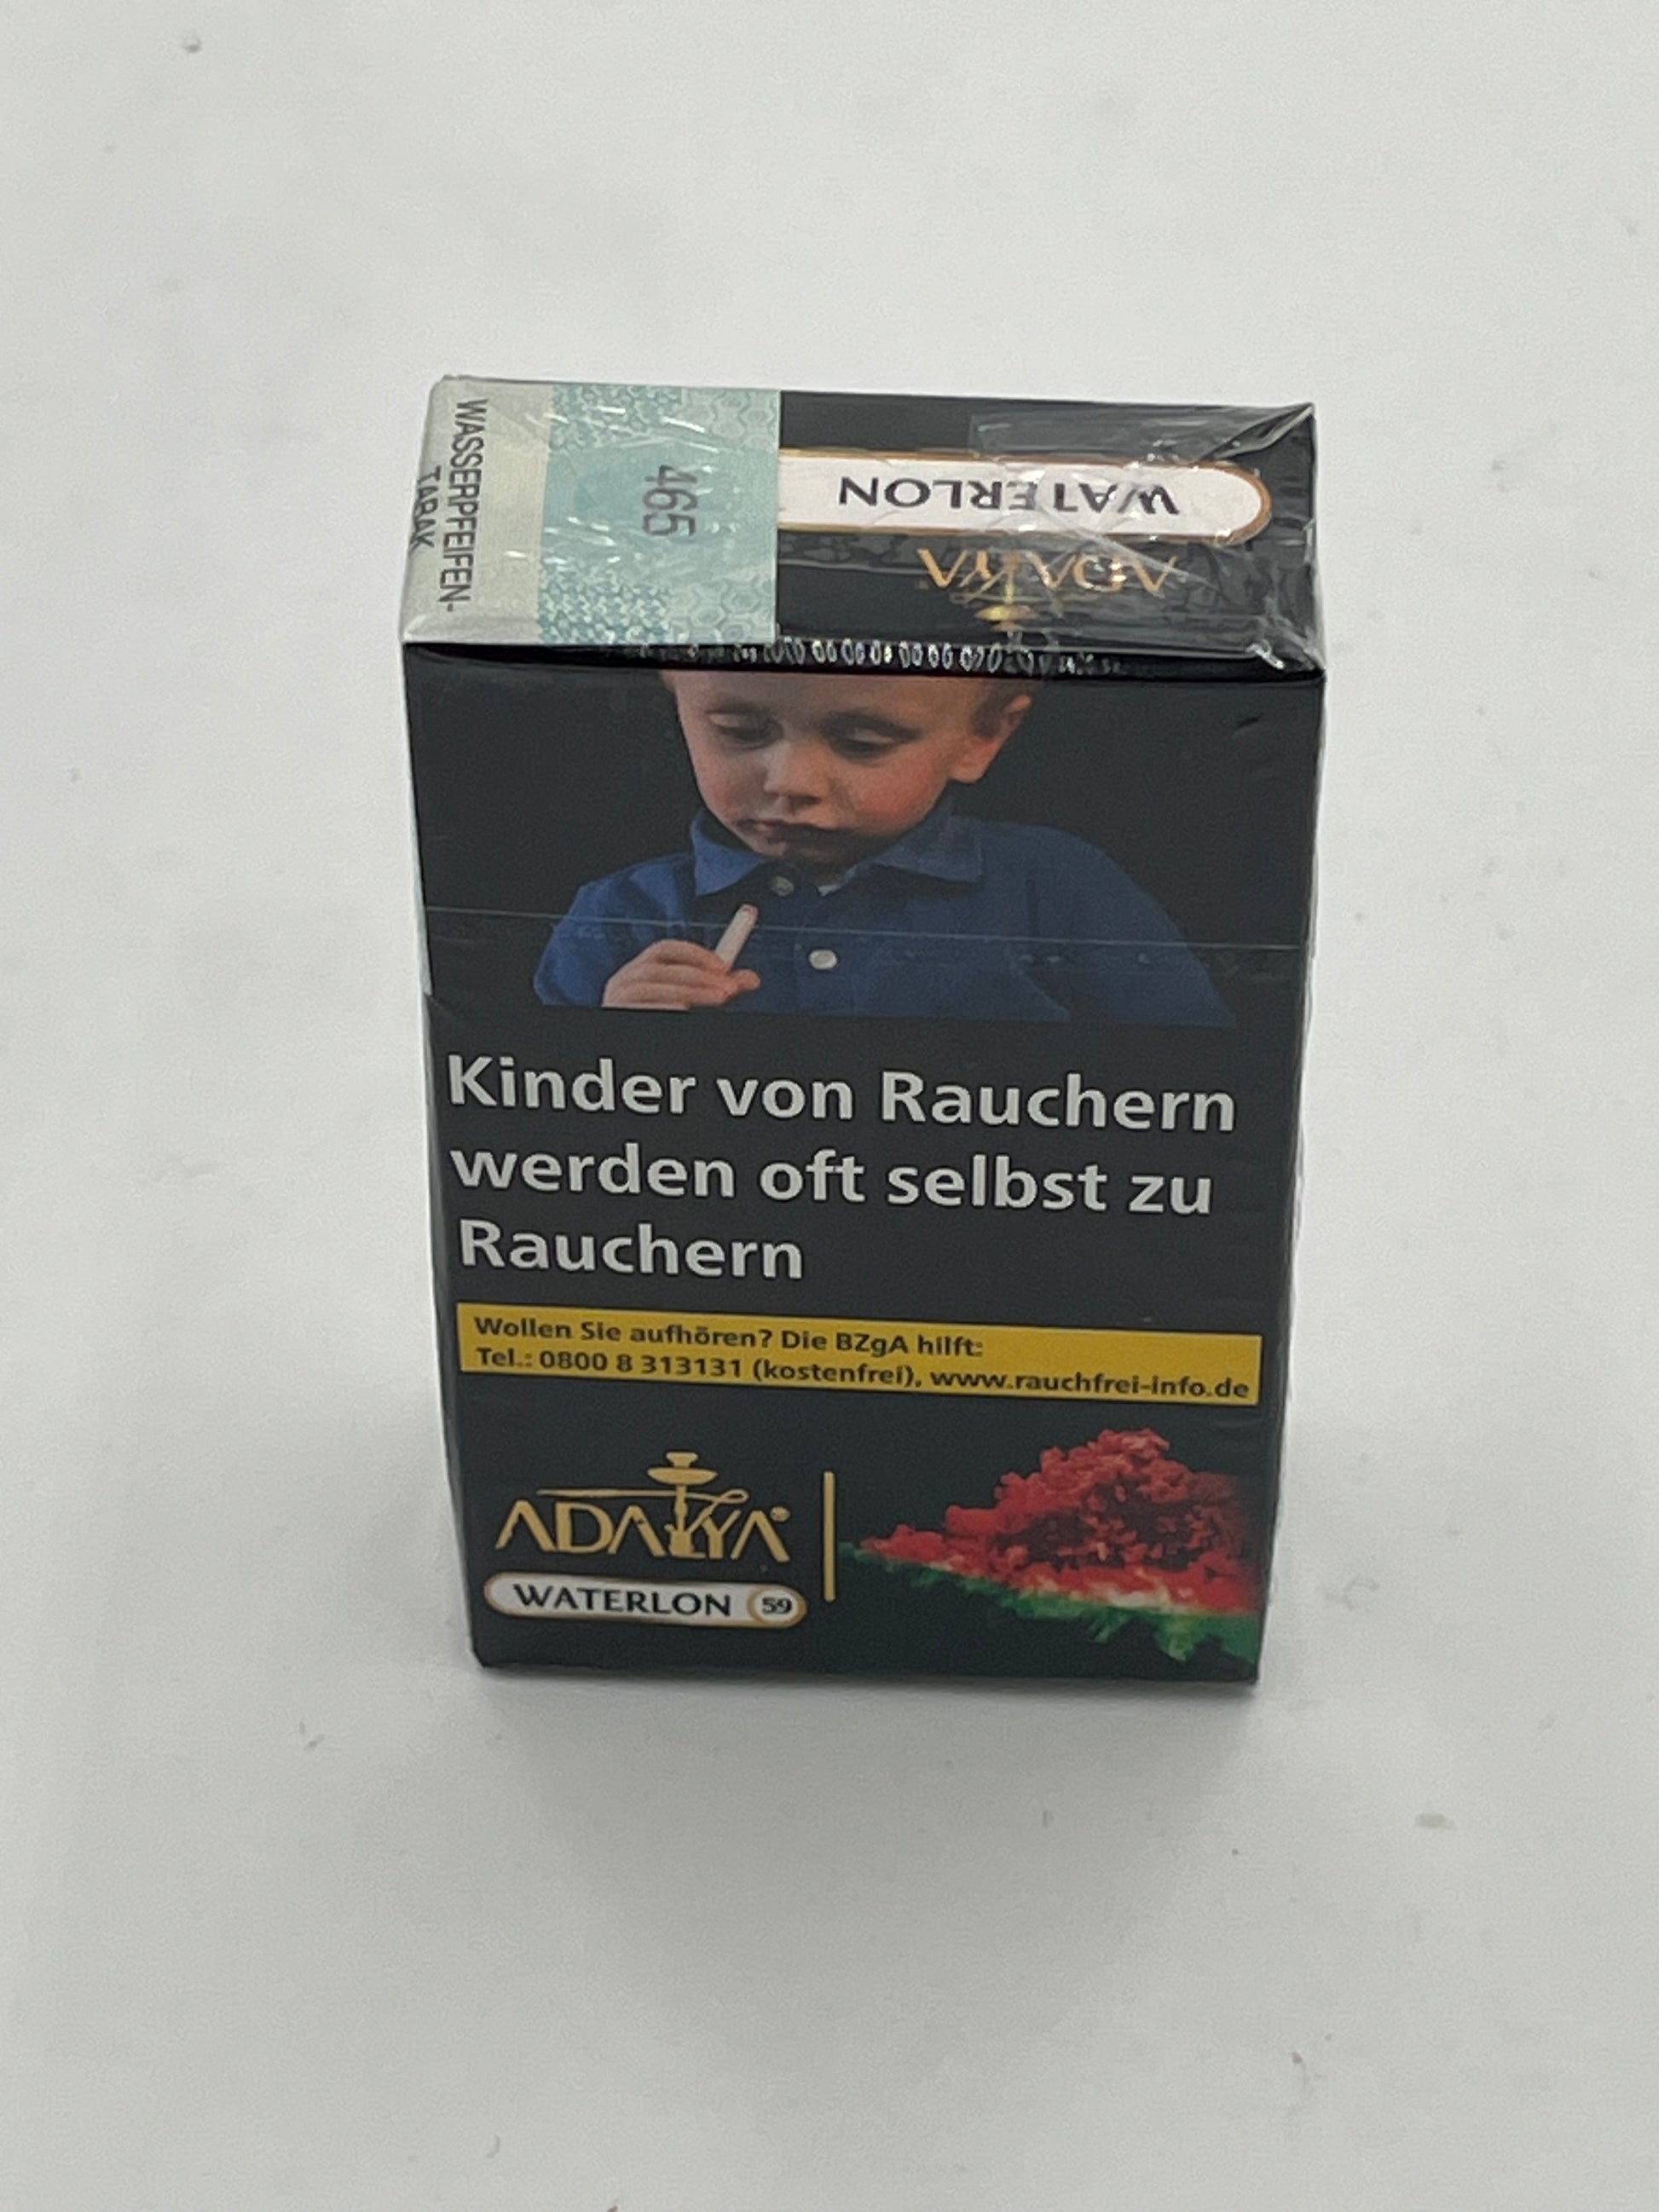 WASSERPFEIFEN-
TABAK
465
WATERLON
ADALYA
Kinder von Rauchern
werden oft selbst zu
Rauchern
Wollen Sie aufhören? Die BZgA hilft:
Tel.: 0800 8 313131 (kostenfrei), www.rauchfrei-info.de
ADALYA®
WATERLON 59